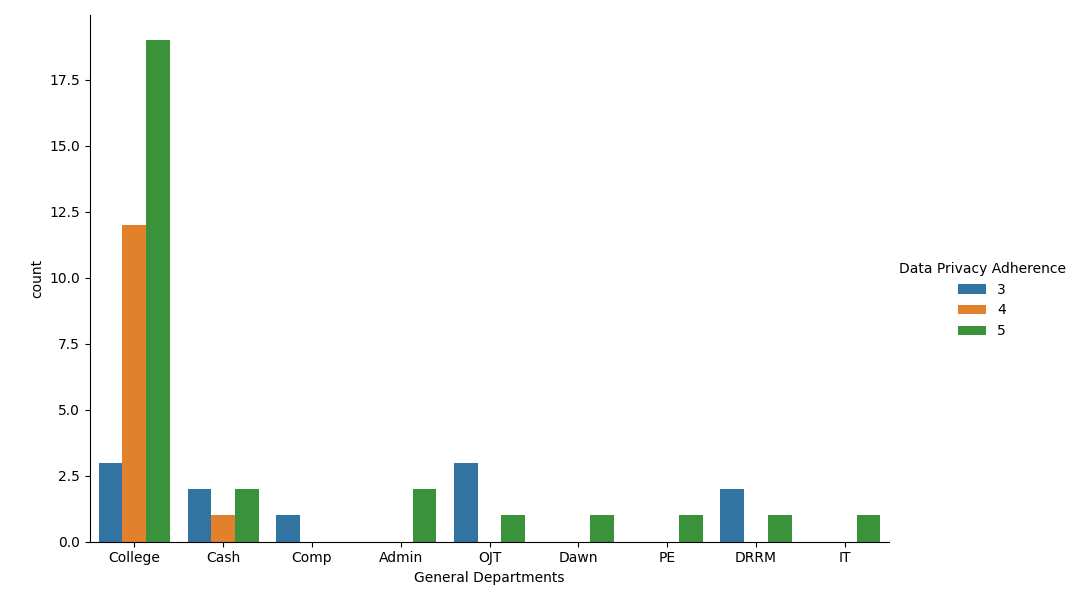 17.5
15.0
12.5
10.0
7.5
5.0
2.5
0.0
count
College Cash Comp Admin OJT Dawn PE DRRM IT
General Departments
Data Privacy Adherence
3
4
5